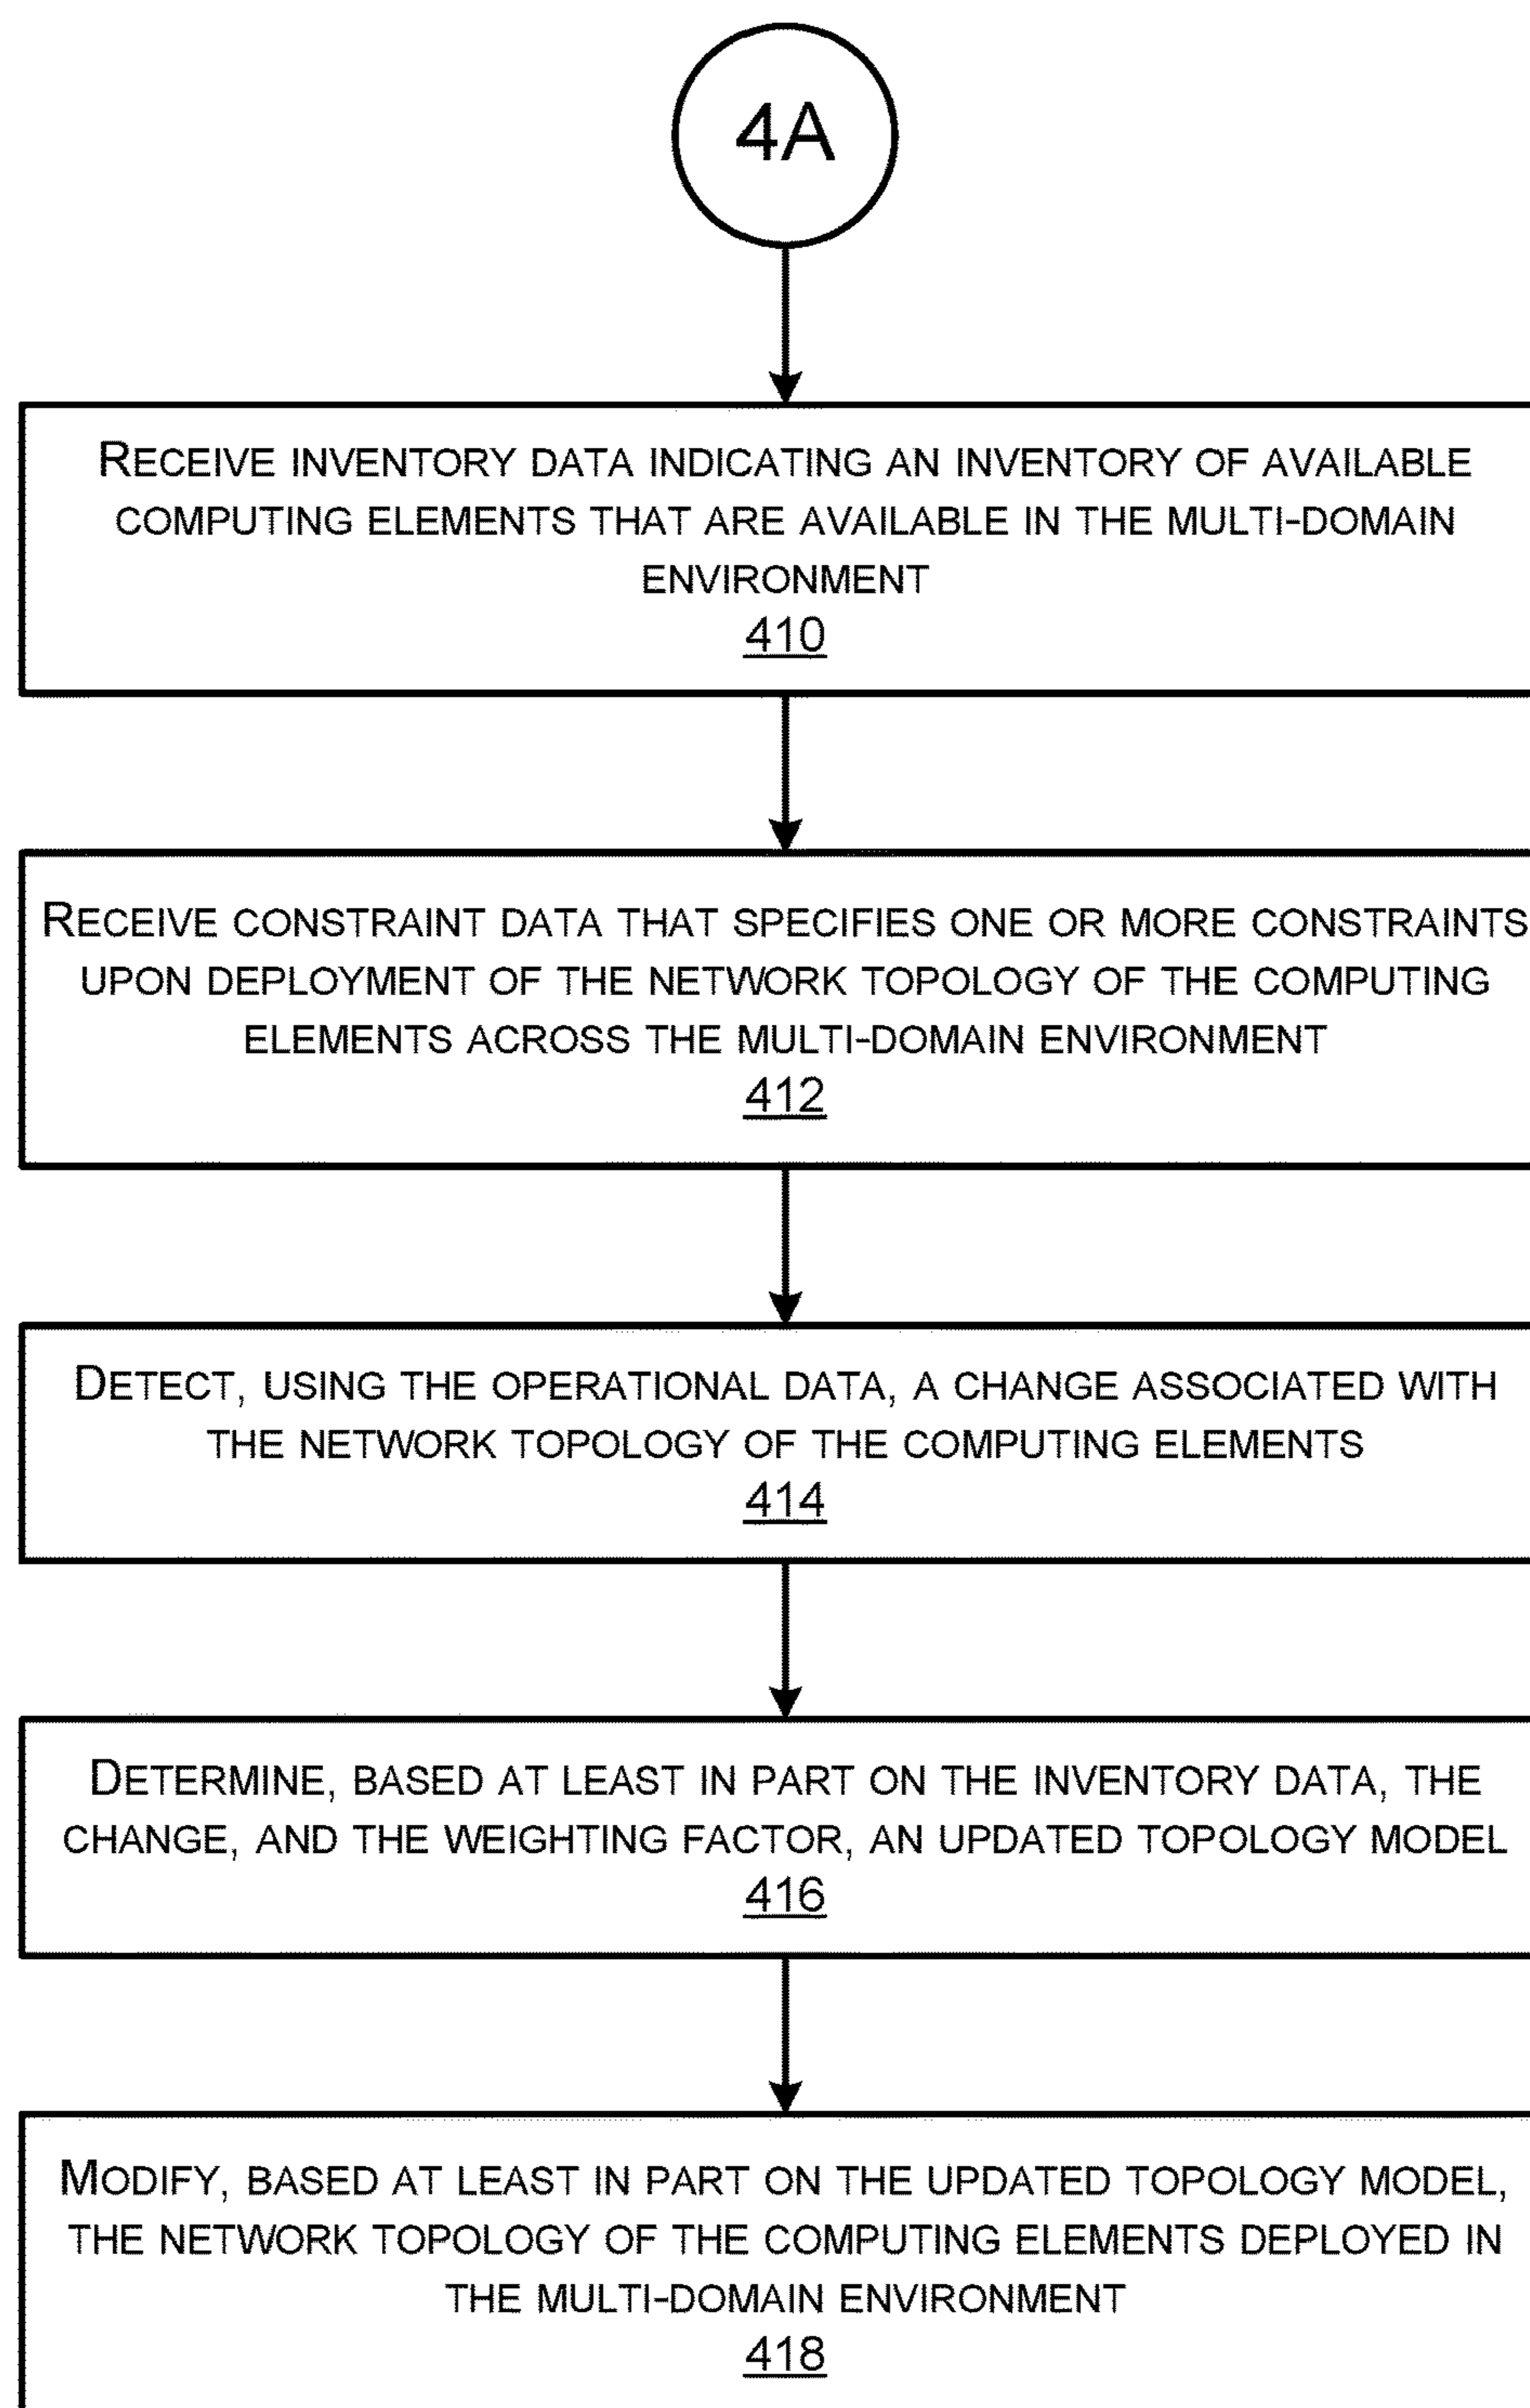 4A
RECEIVE INVENTORY DATA INDICATING AN INVENTORY OF AVAILABLE
COMPUTING ELEMENTS THAT ARE AVAILABLE IN THE MULTI-DOMAIN
ENVIRONMENT
410
RECEIVE CONSTRAINT DATA THAT SPECIFIES ONE OR MORE CONSTRAINTS
UPON DEPLOYMENT OF THE NETWORK TOPOLOGY OF THE COMPUTING
ELEMENTS ACROSS THE MULTI-DOMAIN ENVIRONMENT
412
DETECT, USING THE OPERATIONAL DATA, A CHANGE ASSOCIATED WITH
THE NETWORK TOPOLOGY OF THE COMPUTING ELEMENTS
414
DETERMINE, BASED AT LEAST IN PART ON THE INVENTORY DATA, THE
CHANGE, AND THE WEIGHTING FACTOR, AN UPDATED TOPOLOGY MODEL
416
MODIFY, BASED AT LEAST IN PART ON THE UPDATED TOPOLOGY MODEL,
THE NETWORK TOPOLOGY OF THE COMPUTING ELEMENTS DEPLOYED IN
THE MULTI-DOMAIN ENVIRONMENT
418